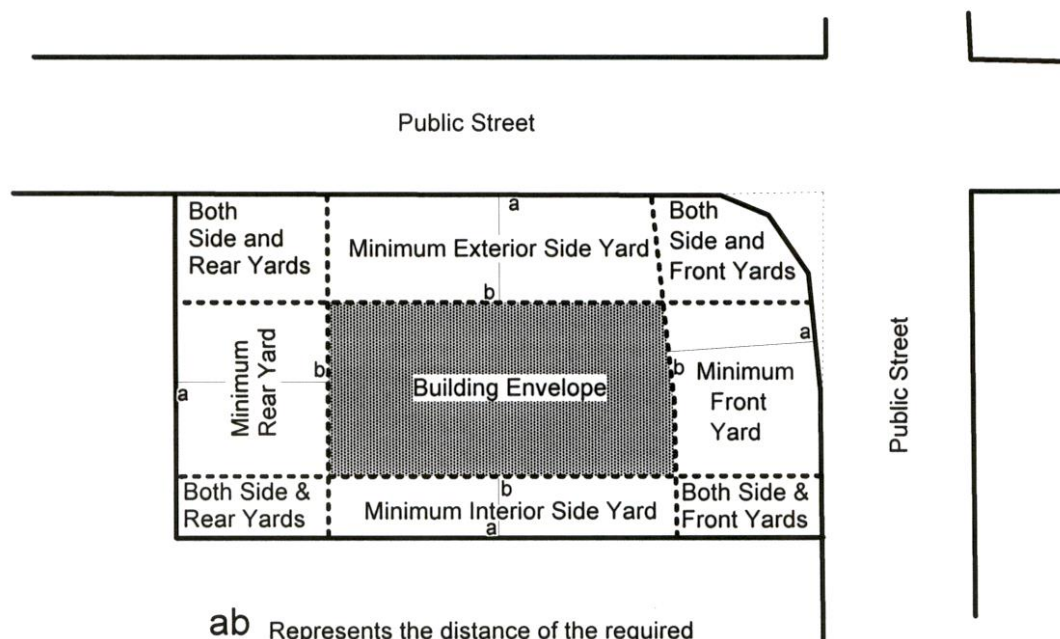 Public Street
Both
Side and
Rear Yards
a
Minimum Exterior Side Yard
b
Both
Side and
Front Yards
Minimum
Rear Yard
a
b
Building Envelope
a
b
Minimum
Front
Yard
Public Street
Both Side &
Rear Yards
b
Minimum Interior Side Yard
a
Both Side &
Front Yards
ab Represents the distance of the required